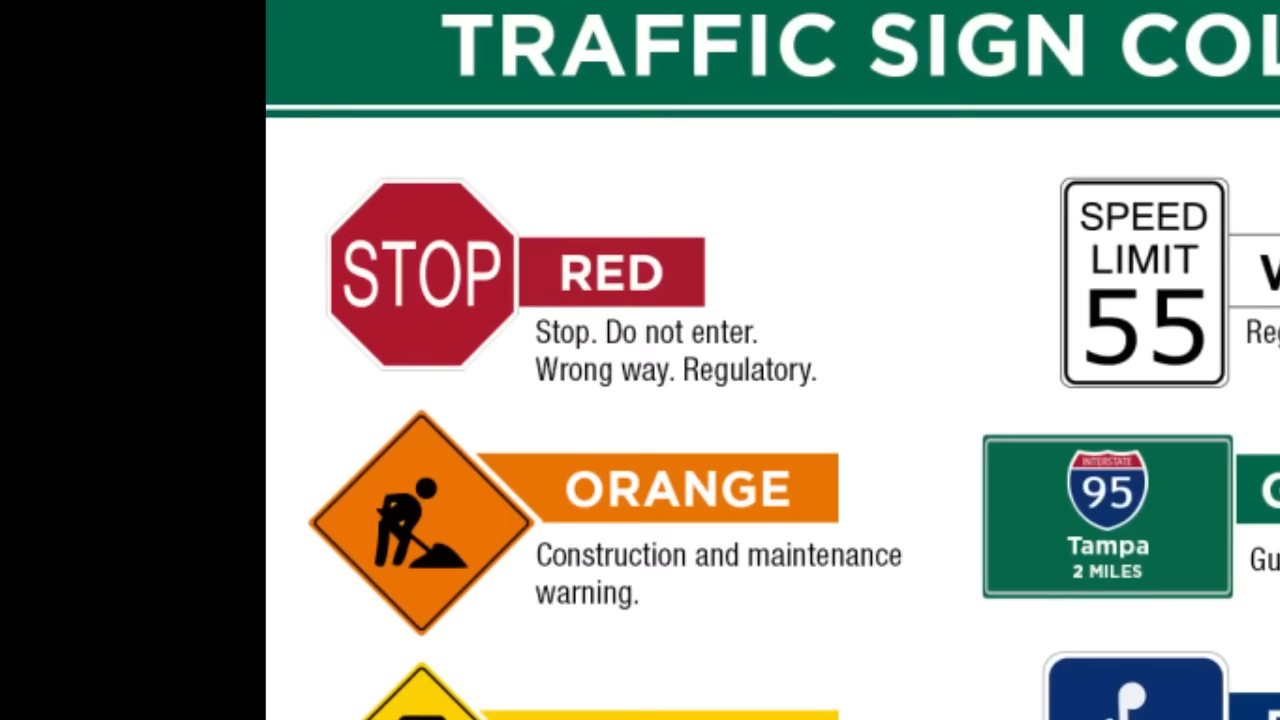 TRAFFIC SIGN
STOP
RED
Stop. Do not enter.
Wrong way. Regulatory.
SPEED
LIMIT
55
ORANGE
Construction and maintenance
warning.
INTERSTATE
95
Tampa
2 MILES